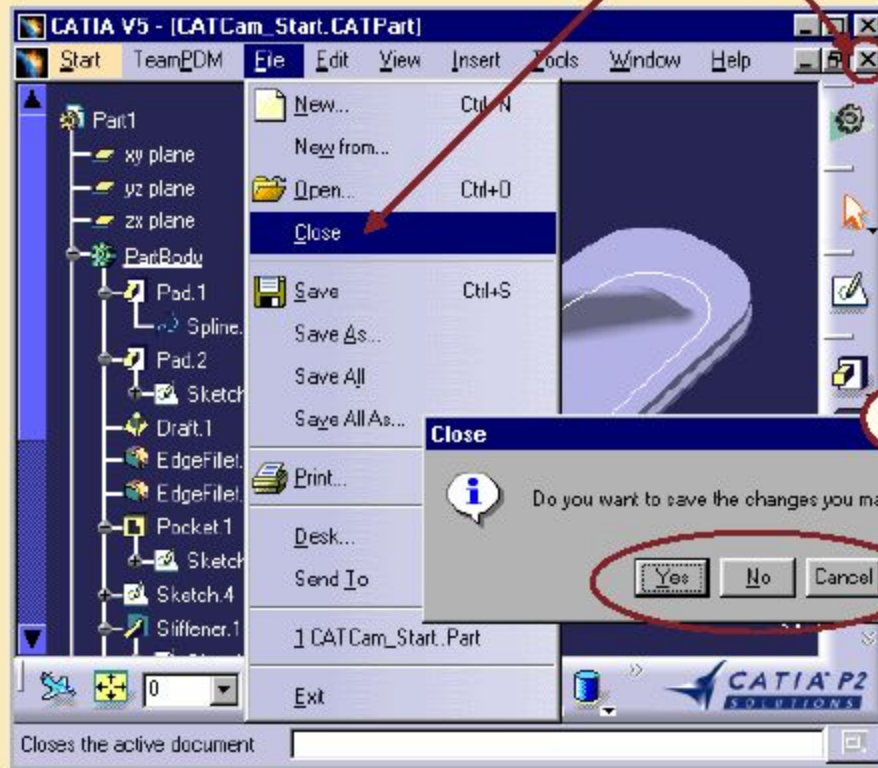 CATIA V5 - [CATCam_Start.CATPart]
Start TeamPDM File Edit View Insert Tools Window Help
Part1
xy plane
yz plane
zx plane
PartBody
Pad.1
Spline.
Pad.2
Sketch
Draft.1
EdgeFillet.
EdgeFillet.
Pocket.1
Sketch
Sketch.4
Stiffener.1
New... Ctrl+N
New from...
Open... Ctrl+O
Close
Save Ctrl+S
Save As...
Save All
Save All As...
Print...
Desk...
Send To
1 CATCam_Start..Part
Exit
Close
Do you want to save the changes you ma
Yes No Cancel
0
CATIA P2
SOLUTIONS
Closes the active document